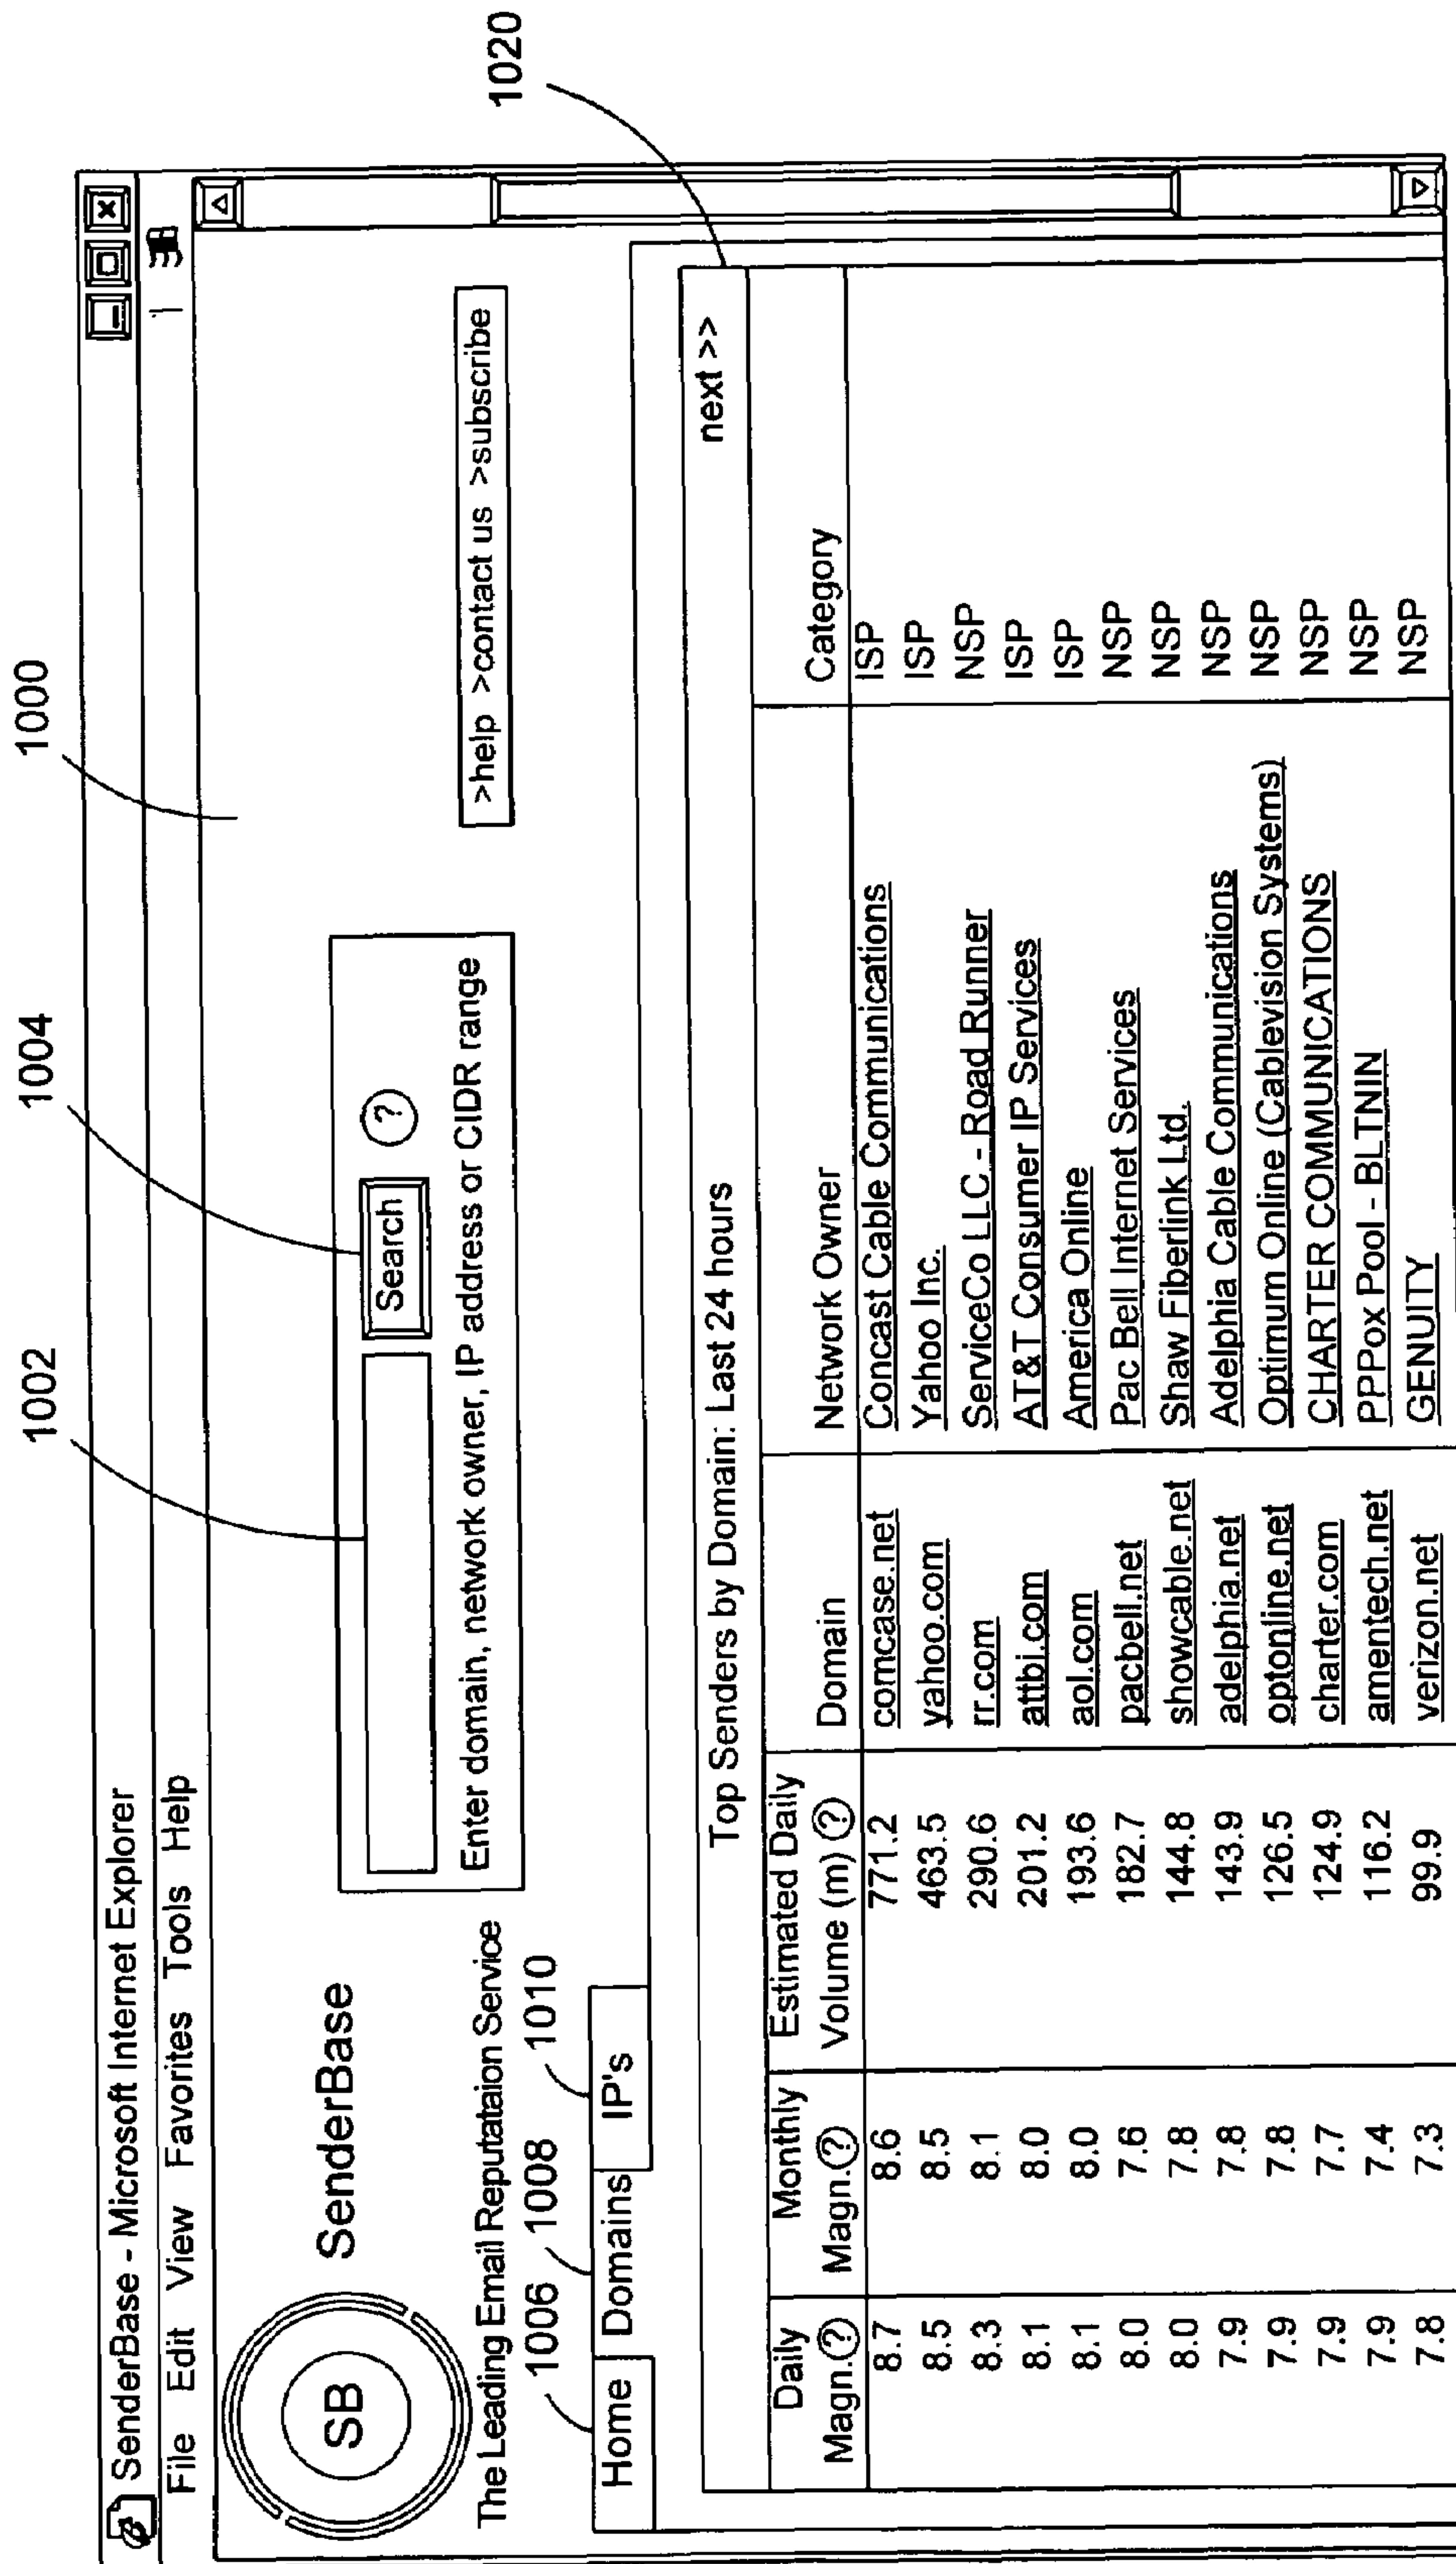 1000
1002
1004
SenderBase - Microsoft Internet Explorer
File Edit View Favorites Tools Help
SB
SenderBase
The Leading Email Reputataion Service
Search ?
Enter domain, network owner, IP address or CIDR range
>help >contact us >subscribe
1006 1008 1010
1020
Home Domains IP's
next >>
Top Senders by Domain: Last 24 hours
Daily Magn.? Monthly Magn.? Estimated Daily Volume (m) ? Domain Network Owner Category
8.7 8.6 771.2 comcase.net Concast Cable Communications ISP
8.5 8.5 463.5 yahoo.com Yahoo Inc. ISP
8.3 8.1 290.6 rr.com ServiceCo LLC - Road Runner NSP
8.1 8.0 201.2 attbi.com AT&T Consumer IP Services ISP
8.1 8.0 193.6 aol.com America Online ISP
8.0 7.6 182.7 pacbell.net Pac Bell Internet Services NSP
8.0 7.8 144.8 showcable.net Shaw Fiberlink Ltd. NSP
7.9 7.8 143.9 adelphia.net Adelphia Cable Communications NSP
7.9 7.8 126.5 optonline.net Optimum Online (Cablevision Systems) NSP
7.9 7.7 124.9 charter.com CHARTER COMMUNICATIONS NSP
7.9 7.4 116.2 amentech.net PPPox Pool - BLTNIN NSP
7.8 7.3 99.9 verizon.net GENUITY NSP